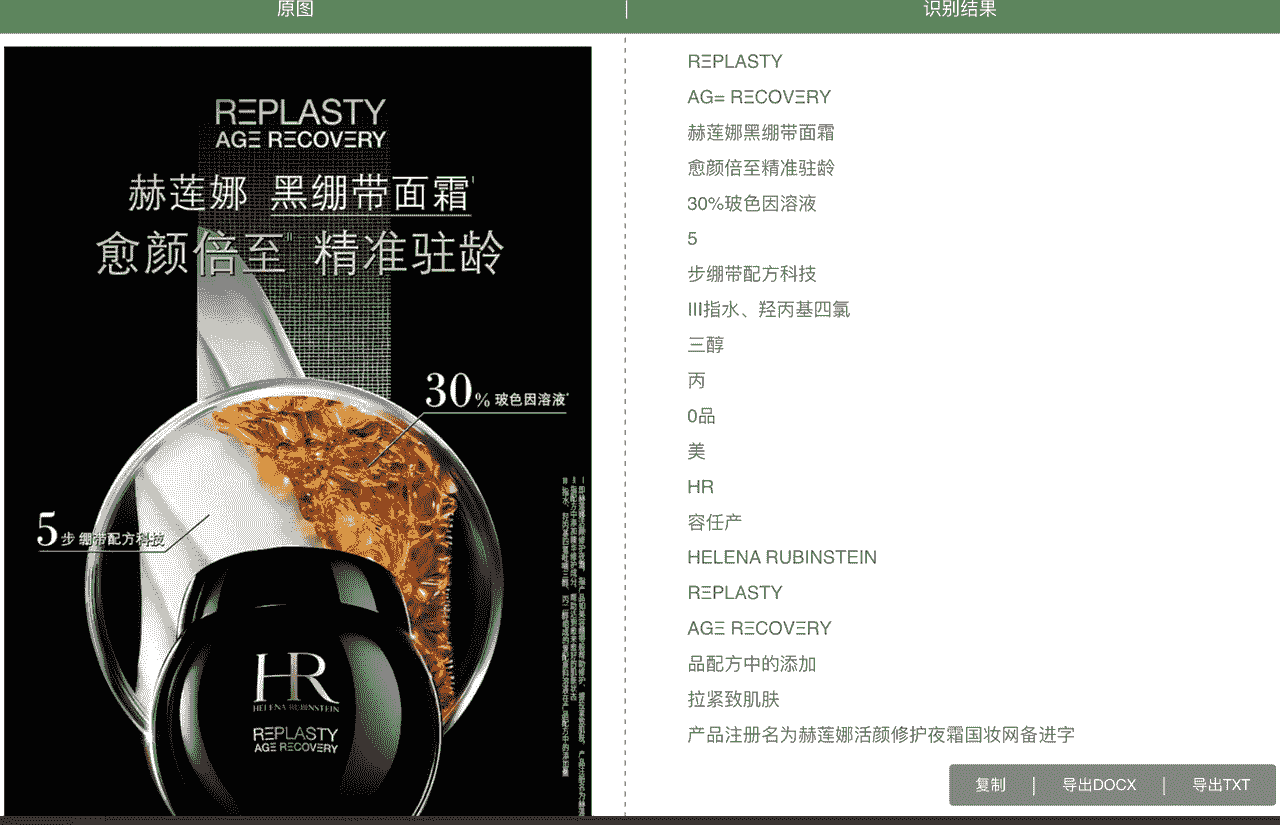 原图
识别结果
REPLASTY
AGE RECOVERY
赫莲娜 黑绷带面霜
愈颜倍至 精准驻龄
30% 玻色因溶液*
5步 绷带配方科技
HR
HELENA RUBINSTEIN
REPLASTY
AGE RECOVERY
RΞPLASTY
AG= RΞCOVΞRY
赫莲娜黑绷带面霜
愈颜倍至精准驻龄
30%玻色因溶液
5
步绷带配方科技
III指水、羟丙基四氯
三醇
丙
0品
美
HR
容任产
HELENA RUBINSTEIN
RΞPLASTY
AGΞ RΞCOVΞRY
品配方中的添加
拉紧致肌肤
产品注册名为赫莲娜活颜修护夜霜国妆网备进字
复制 | 导出DOCX | 导出TXT